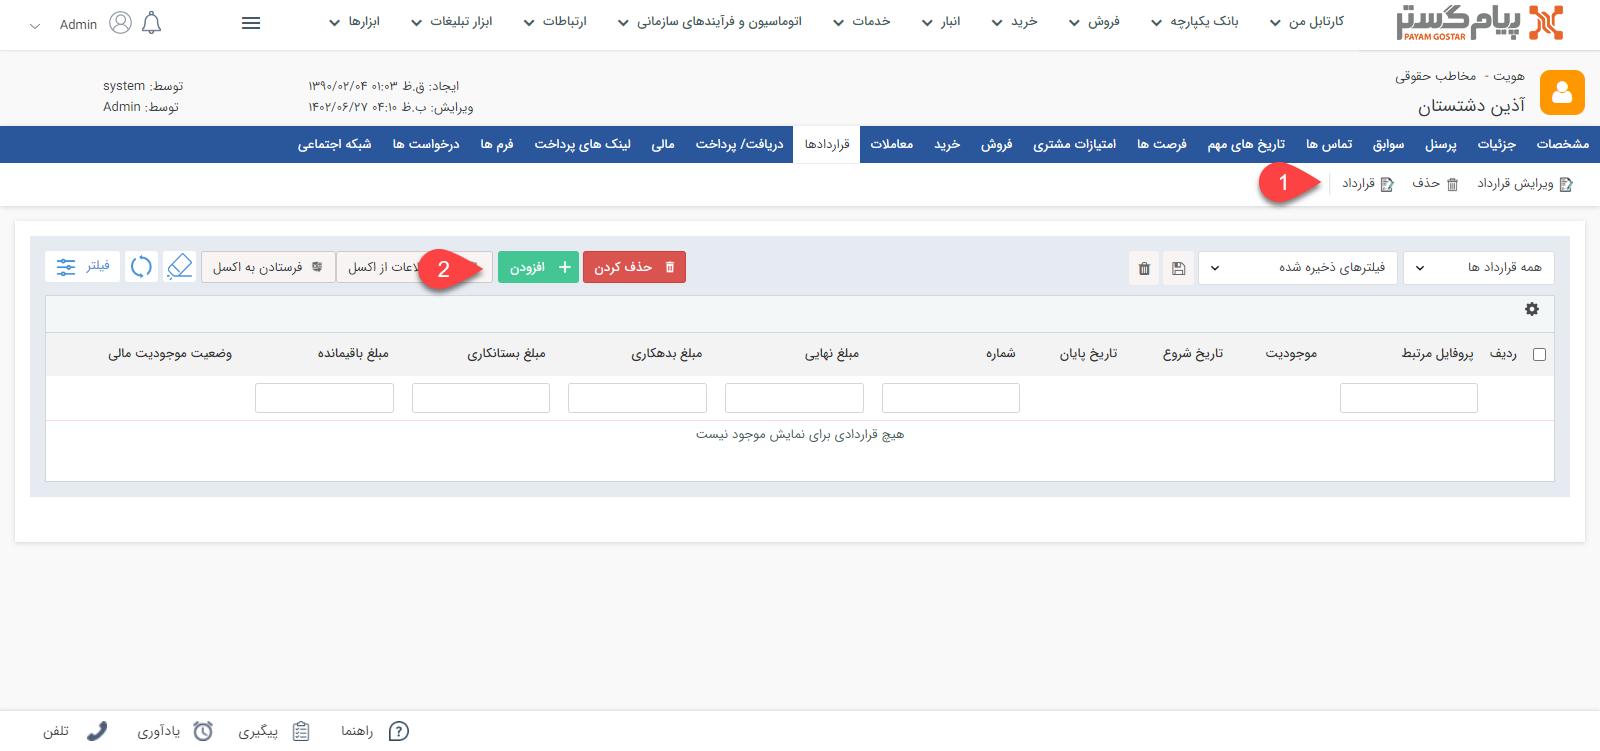 پیام گستر
PAYAM GOSTAR
کارتابل من
بانک یکپارچه
فروش
خرید
انبار
خدمات
اتوماسیون و فرآیندهای سازمانی
ارتباطات
ابزار تبلیغات
ابزارها
Admin
هویت - مخاطب حقوقی
آذین دشتستان
ایجاد: ق.ظ ۰۱:۰۳ ۱۳۹۰/۰۲/۰۴
توسط: system
ویرایش: ب.ظ ۰۴:۱۰ ۱۴۰۲/۰۶/۲۷
توسط: Admin
مشخصات
جزئیات
پرسنل
سوابق
تماس ها
تاریخ های مهم
فرصت ها
امتیازات مشتری
فروش
خرید
معاملات
قراردادها
دریافت/ پرداخت
مالی
لینک های پرداخت
فرم ها
درخواست ها
شبکه اجتماعی
ویرایش قرارداد
حذف
قرارداد
1
همه قرارداد ها
فیلترهای ذخیره شده
حذف کردن
افزودن
2
از اکسل
فرستادن به اکسل
فیلتر
ردیف
پروفایل مرتبط
موجودیت
تاریخ شروع
تاریخ پایان
شماره
مبلغ نهایی
مبلغ بدهکاری
مبلغ بستانکاری
مبلغ باقیمانده
وضعیت موجودیت مالی
هیچ قراردادی برای نمایش موجود نیست
راهنما
پیگیری
یادآوری
تلفن